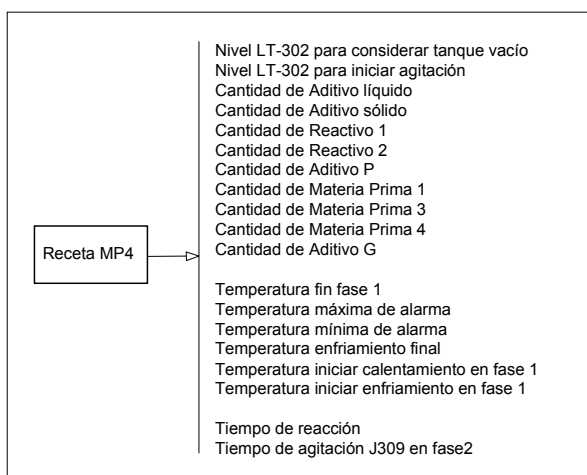 Nivel LT-302 para considerar tanque vacío
Nivel LT-302 para iniciar agitación
Cantidad de Aditivo líquido
Cantidad de Aditivo sólido
Cantidad de Reactivo 1
Cantidad de Reactivo 2
Cantidad de Aditivo P
Cantidad de Materia Prima 1
Cantidad de Materia Prima 3
Cantidad de Materia Prima 4
Cantidad de Aditivo G
Receta MP4
Temperatura fin fase 1
Temperatura máxima de alarma
Temperatura mínima de alarma
Temperatura enfriamiento final
Temperatura iniciar calentamiento en fase 1
Temperatura iniciar enfriamiento en fase 1
Tiempo de reacción
Tiempo de agitación J309 en fase2